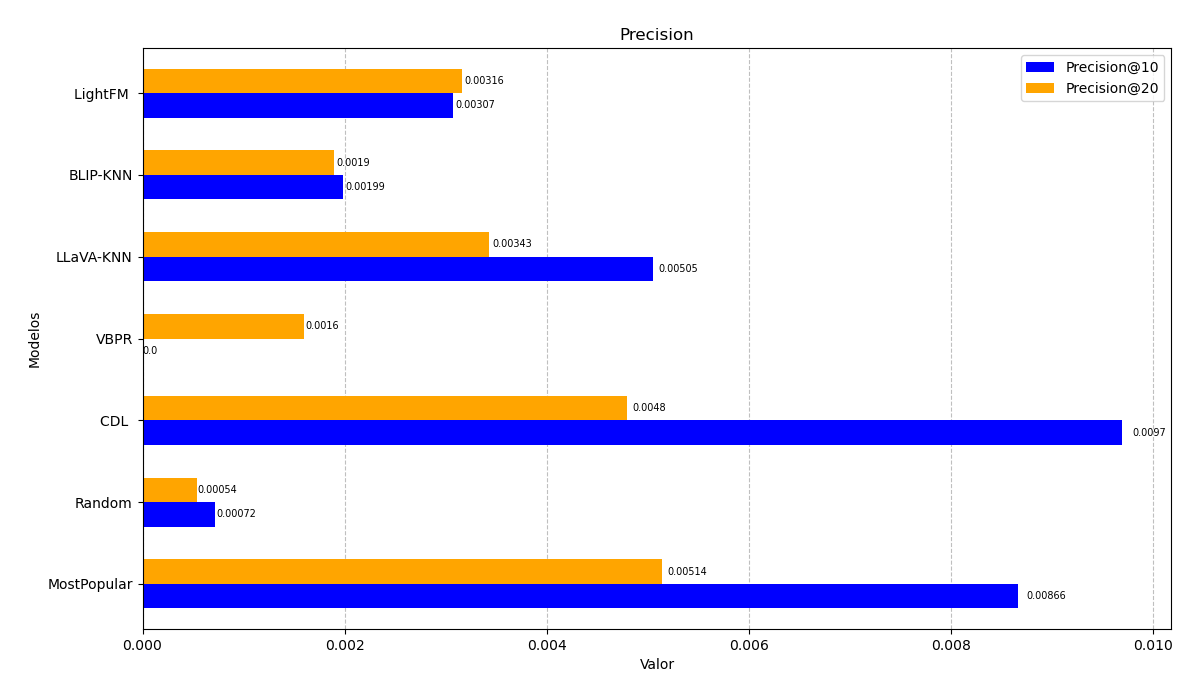 Precision
Precision@10
Precision@20
LightFM
0.00316
0.00307
BLIP-KNN
0.0019
0.00199
LLaVA-KNN
0.00343
0.00505
VBPR
0.0016
0.0
CDL
0.0048
0.0097
Random
0.00054
0.00072
MostPopular
0.00514
0.00866
Modelos
0.000 0.002 0.004 0.006 0.008 0.010
Valor